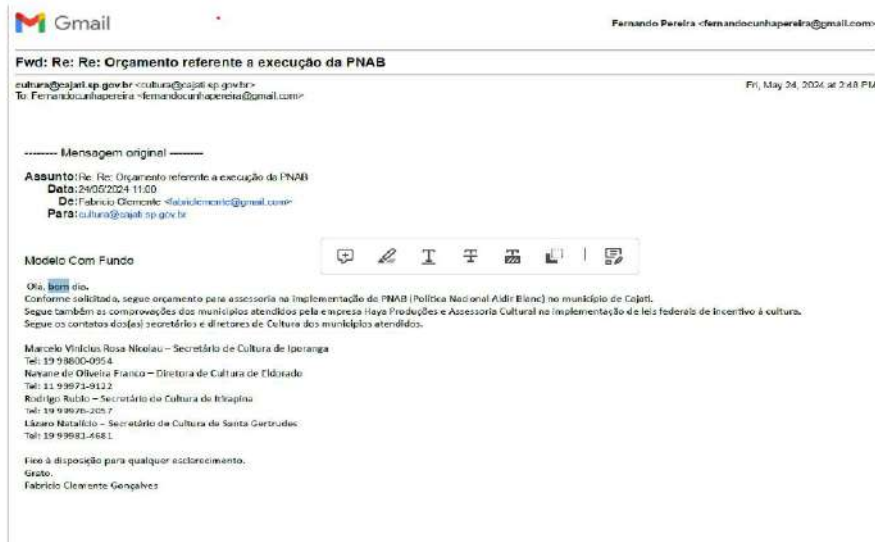 Gmail
Fernando Pereira <fernandocunhapereira@gmail.com>
Fwd: Re: Re: Orçamento referente a execução da PNAB
cultura@cajati.sp.gov.br <cultura@cajati.sp.gov.br>
Fri, May 24, 2024 at 2:48 PM
To: Fernandocunhapereira <fernandocunhapereira@gmail.com>
-------- Mensagem original --------
Assunto: Re: Re: Orçamento referente a execução da PNAB
Data: 24/05/2024 11:00
De: Fabricio Clemente <fabriclemente@gmail.com>
Para: cultura@cajati.sp.gov.br
Modelo Com Fundo
Olá, bom dia.
Conforme solicitado, segue orçamento para assessoria na implementação da PNAB (Política Nacional Aldir Blanc) no município de Cajati.
Segue também as comprovações dos municípios atendidos pela empresa Haya Produções e Assessoria Cultural na implementação de leis federais de incentivo à cultura.
Segue os contatos dos(as) secretários e diretores de Cultura dos municípios atendidos.
Marcelo Vinicius Rosa Nicolau – Secretário de Cultura de Iporanga
Tel: 19 98800-0954
Nayane de Oliveira Franco – Diretora de Cultura de Eldorado
Tel: 11 99971-9122
Rodrigo Rubio – Secretário de Cultura de Itirapina
Tel: 19 99976-2057
Lázaro Natalício – Secretário de Cultura de Santa Gertrudes
Tel: 19 99981-4681
Fico à disposição para qualquer esclarecimento.
Grato.
Fabricio Clemente Gonçalves